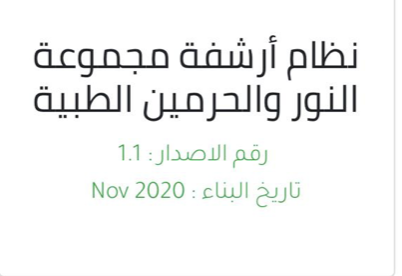 نظام أرشفة مجموعة
النور والحرمين الطبية
رقم الاصدار : 1.1
تاريخ البناء : Nov 2020